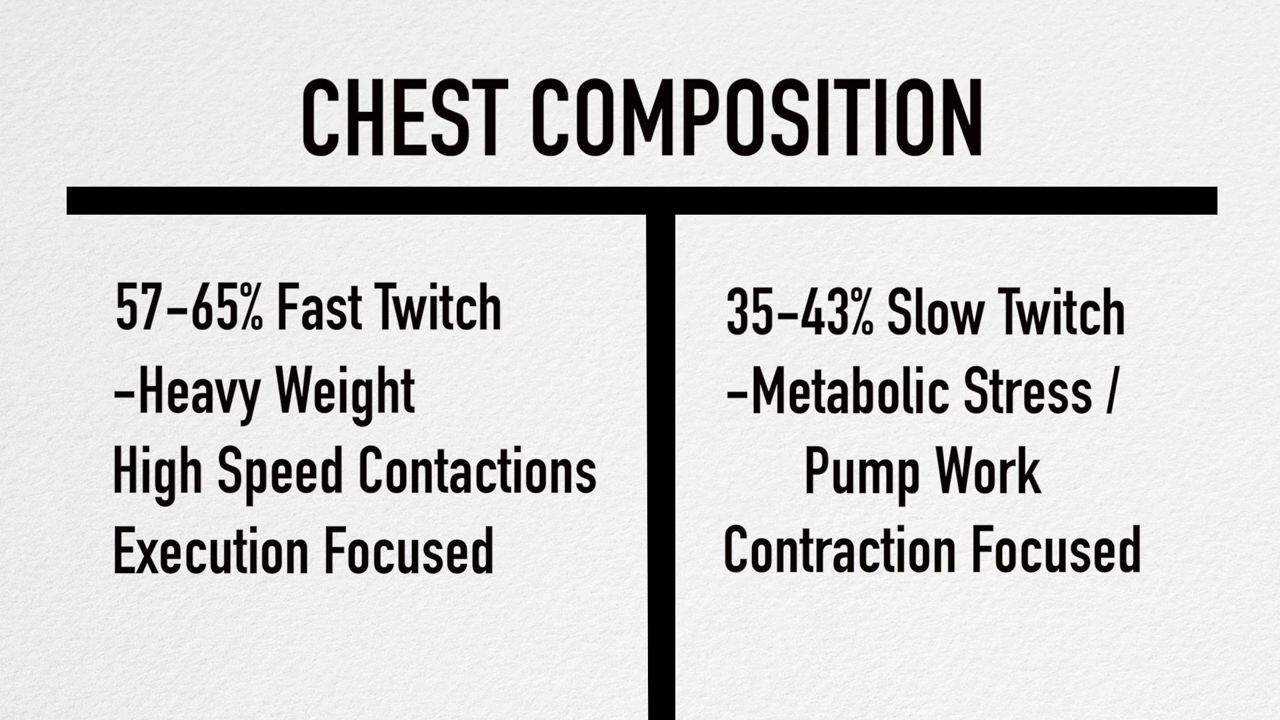 CHEST COMPOSITION
57-65% Fast Twitch
-Heavy Weight
High Speed Contactions
Execution Focused
35-43% Slow Twitch
-Metabolic Stress /
Pump Work
Contraction Focused